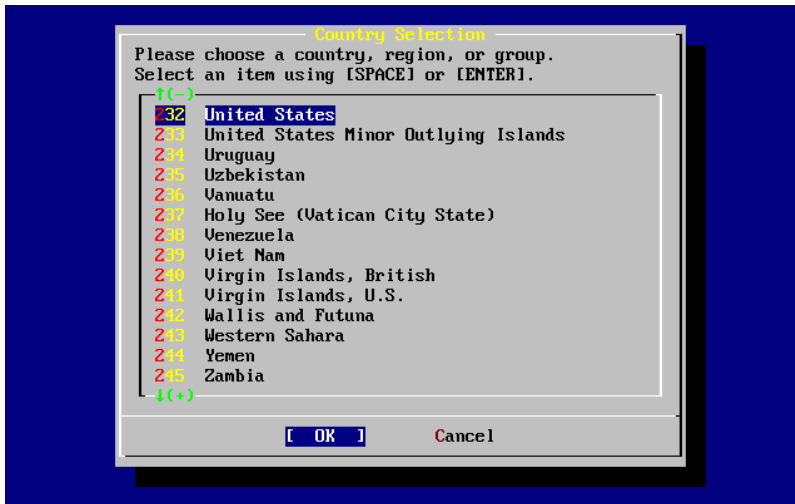 Country Selection
Please choose a country, region, or group.
Select an item using [SPACE] or [ENTER].
↑(-)
232 United States
233 United States Minor Outlying Islands
234 Uruguay
235 Uzbekistan
236 Vanuatu
237 Holy See (Vatican City State)
238 Venezuela
239 Viet Nam
240 Virgin Islands, British
241 Virgin Islands, U.S.
242 Wallis and Futuna
243 Western Sahara
244 Yemen
245 Zambia
↓(+)
[ OK ] Cancel